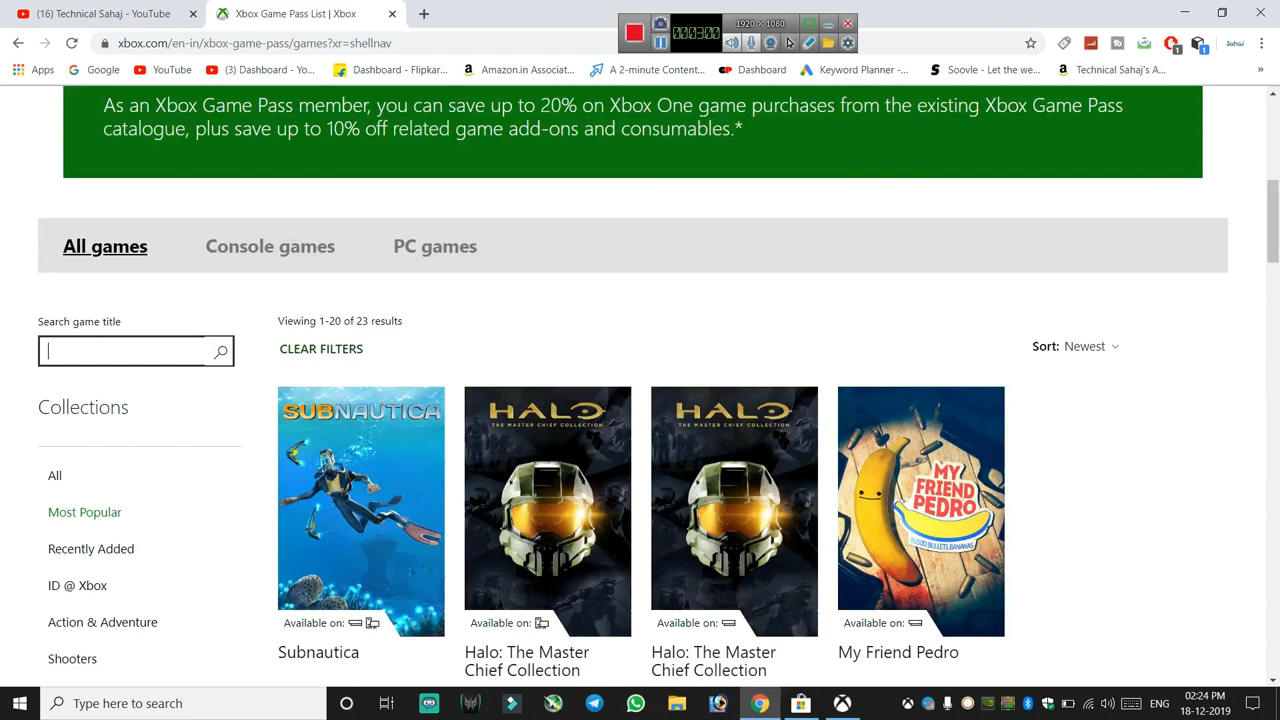 (16) Technical Sahaj - YouTube
Xbox Game Pass List | Xbox
1920 × 1080
000300
xbox.com/en-in/xbox-game-pass/games?xr=shellnav
Sahaj
1
1
Apps
Google
YouTube
(3) Dashboard - Yo...
Dashboard - Flipkar...
Amazon.in Associat...
A 2-minute Content...
Dashboard
Keyword Planner -...
Soovle - Let the we...
Technical Sahaj's A...
»
As an Xbox Game Pass member, you can save up to 20% on Xbox One game purchases from the existing Xbox Game Pass
catalogue, plus save up to 10% off related game add-ons and consumables.*
All games
Console games
PC games
Search game title
Viewing 1-20 of 23 results
CLEAR FILTERS
Sort: Newest
Collections
All
Most Popular
Recently Added
ID @ Xbox
Action & Adventure
Shooters
SUBNAUTICA
HALO
THE MASTER CHIEF COLLECTION
HALO
THE MASTER CHIEF COLLECTION
MY
FRIEND
PEDRO
BLOOD BULLETS BANANAS
Available on:
Available on:
Available on:
Available on:
Subnautica
Halo: The Master
Chief Collection
Halo: The Master
Chief Collection
My Friend Pedro
Type here to search
ENG
02:24 PM
18-12-2019